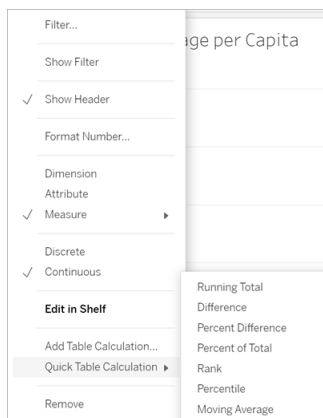 Filter...
age per Capita
Show Filter
Show Header
Format Number...
Dimension
Attribute
Measure
Discrete
Continuous
Edit in Shelf
Add Table Calculation...
Quick Table Calculation
Remove
Running Total
Difference
Percent Difference
Percent of Total
Rank
Percentile
Moving Average